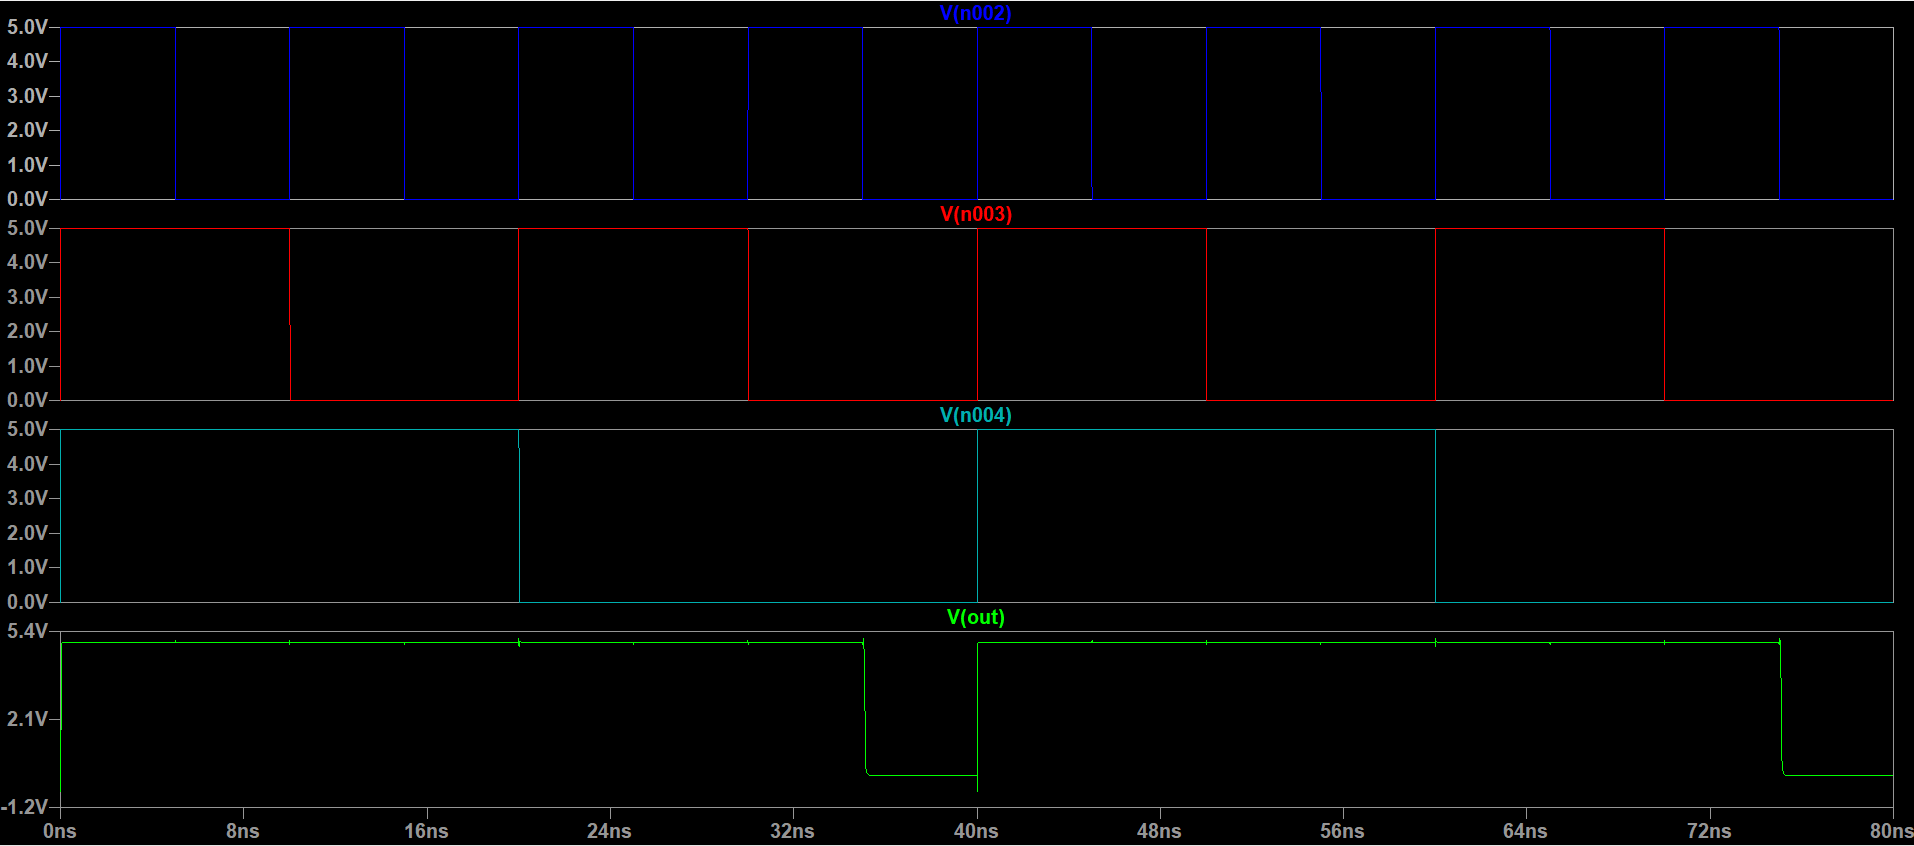 V(n002)
5.0V
4.0V
3.0V
2.0V
1.0V
0.0V
V(n003)
5.0V
4.0V
3.0V
2.0V
1.0V
0.0V
V(n004)
5.0V
4.0V
3.0V
2.0V
1.0V
0.0V
V(out)
5.4V
2.1V
-1.2V
0ns 8ns 16ns 24ns 32ns 40ns 48ns 56ns 64ns 72ns 80ns